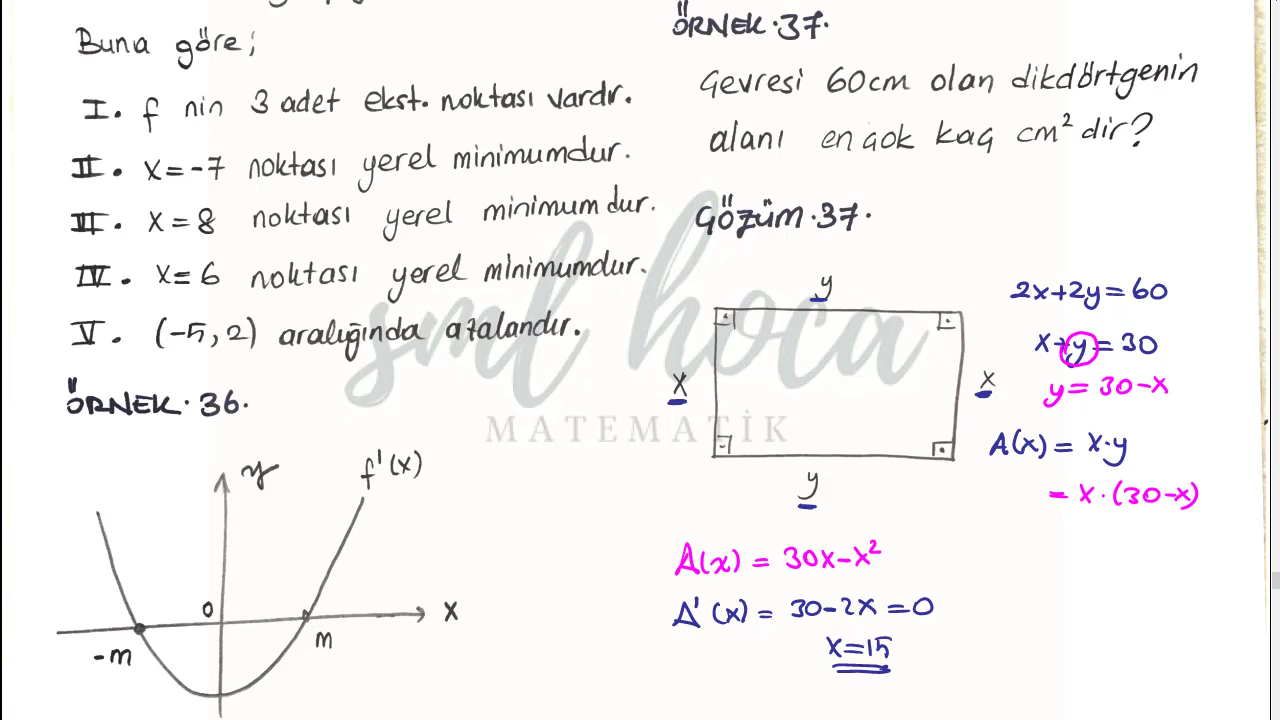 Buna göre;
I. f nin 3 adet ekst. noktası vardır.
II. x=-7 noktası yerel minimumdur.
III. x=8 noktası yerel minimumdur.
IV. x=6 noktası yerel minimumdur.
V. (-5, 2) aralığında azalandır.
ÖRNEK.36.
y
f'(x)
0
x
-m
m
ÖRNEK.37.
Çevresi 60cm olan dikdörtgenin
alanı en çok kaç cm² dir?
Çözüm.37.
y
x
x
y
2x+2y=60
x+y=30
y=30-x
A(x) = x.y
= x.(30-x)
A(x) = 30x-x²
A'(x) = 30-2x=0
x=15
sml hoca
MATEMATİK